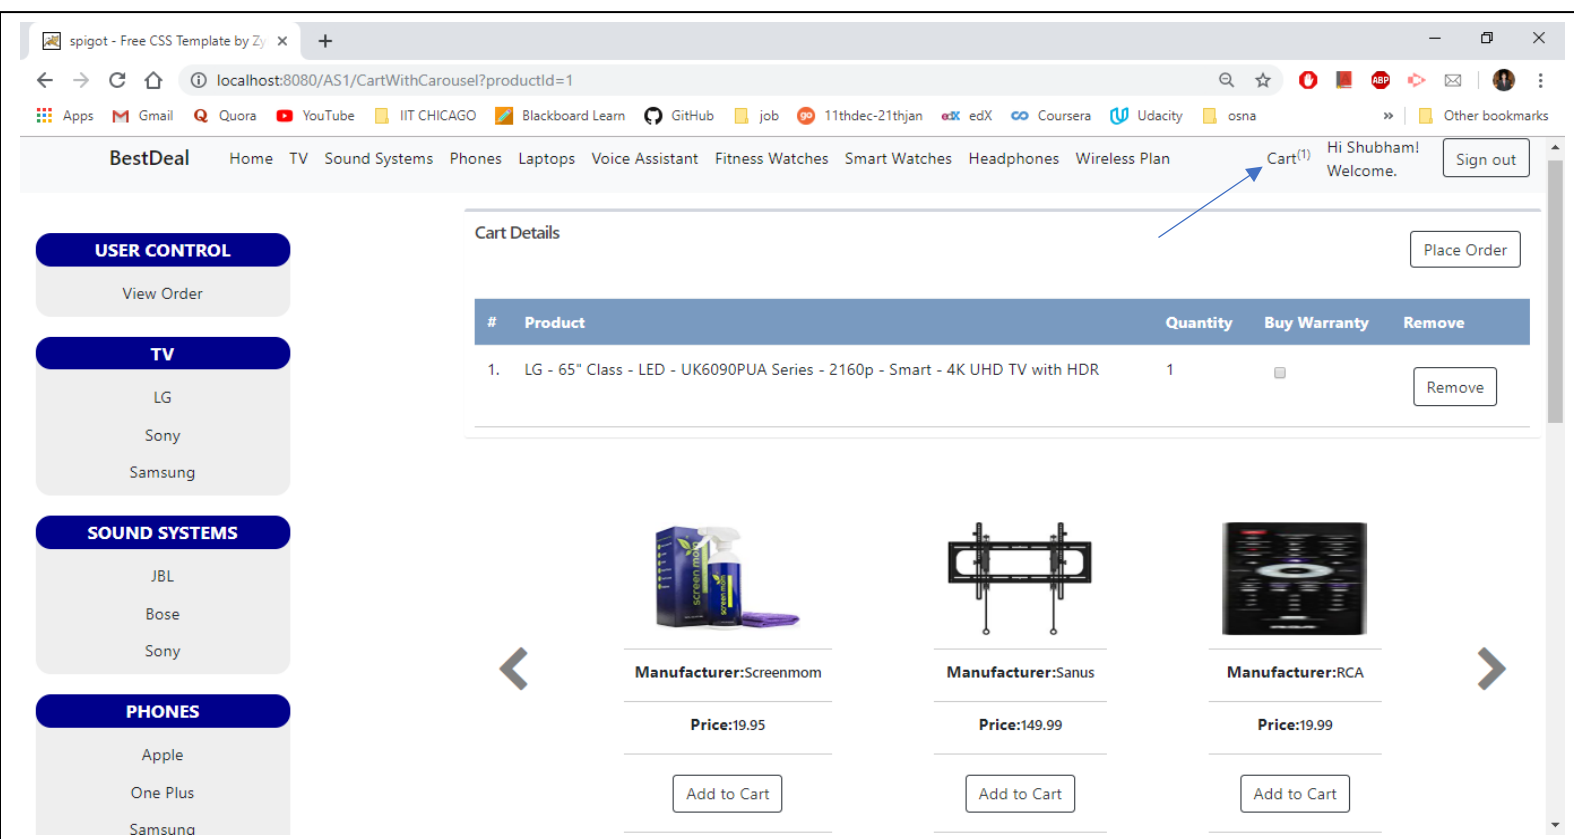 spigot - Free CSS Template by Zy
localhost:8080/AS1/CartWithCarousel?productId=1
ABP
Apps Gmail Quora YouTube IIT CHICAGO Blackboard Learn GitHub job 11thdec-21thjan edX edX Coursera Udacity osna » Other bookmarks
BestDeal Home TV Sound Systems Phones Laptops Voice Assistant Fitness Watches Smart Watches Headphones Wireless Plan Cart(1) Hi Shubham! Welcome. Sign out
Cart Details
Place Order
USER CONTROL
View Order
TV
LG
Sony
Samsung
SOUND SYSTEMS
JBL
Bose
Sony
PHONES
Apple
One Plus
Samsung
# Product Quantity Buy Warranty Remove
1. LG - 65" Class - LED - UK6090PUA Series - 2160p - Smart - 4K UHD TV with HDR 1 Remove
screen mom
screen mom
Manufacturer:Screenmom
Price:19.95
Add to Cart
Manufacturer:Sanus
Price:149.99
Add to Cart
Manufacturer:RCA
Price:19.99
Add to Cart